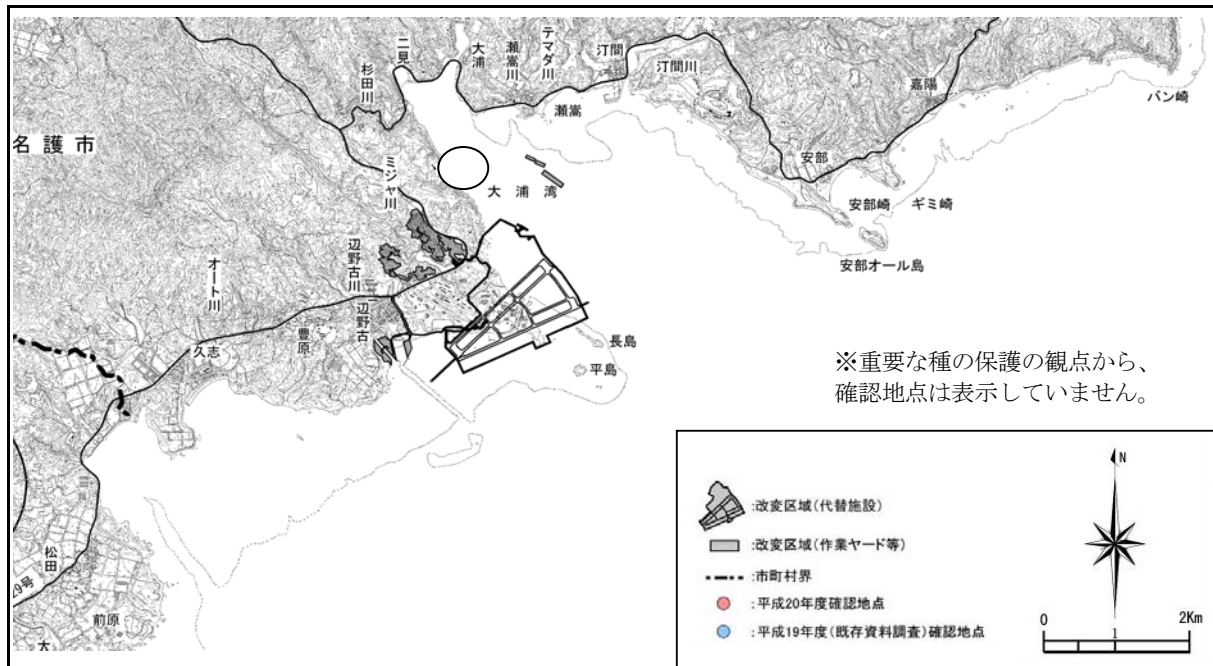 二見
大浦
瀬嵩川
テマダ川
汀間
杉田川
汀間川
嘉陽
バン崎
瀬嵩
名護市
安部
ミジャ川
大浦湾
安部崎
ギミ崎
安部オール島
辺野古川
オート川
辺野古
豊原
久志
長島
平島
※重要な種の保護の観点から、
確認地点は表示していません。
松田
29号
前原
大
:改変区域(代替施設)
:改変区域(作業ヤード等)
:市町村界
:平成20年度確認地点
:平成19年度(既存資料調査)確認地点
N
0 1 2Km